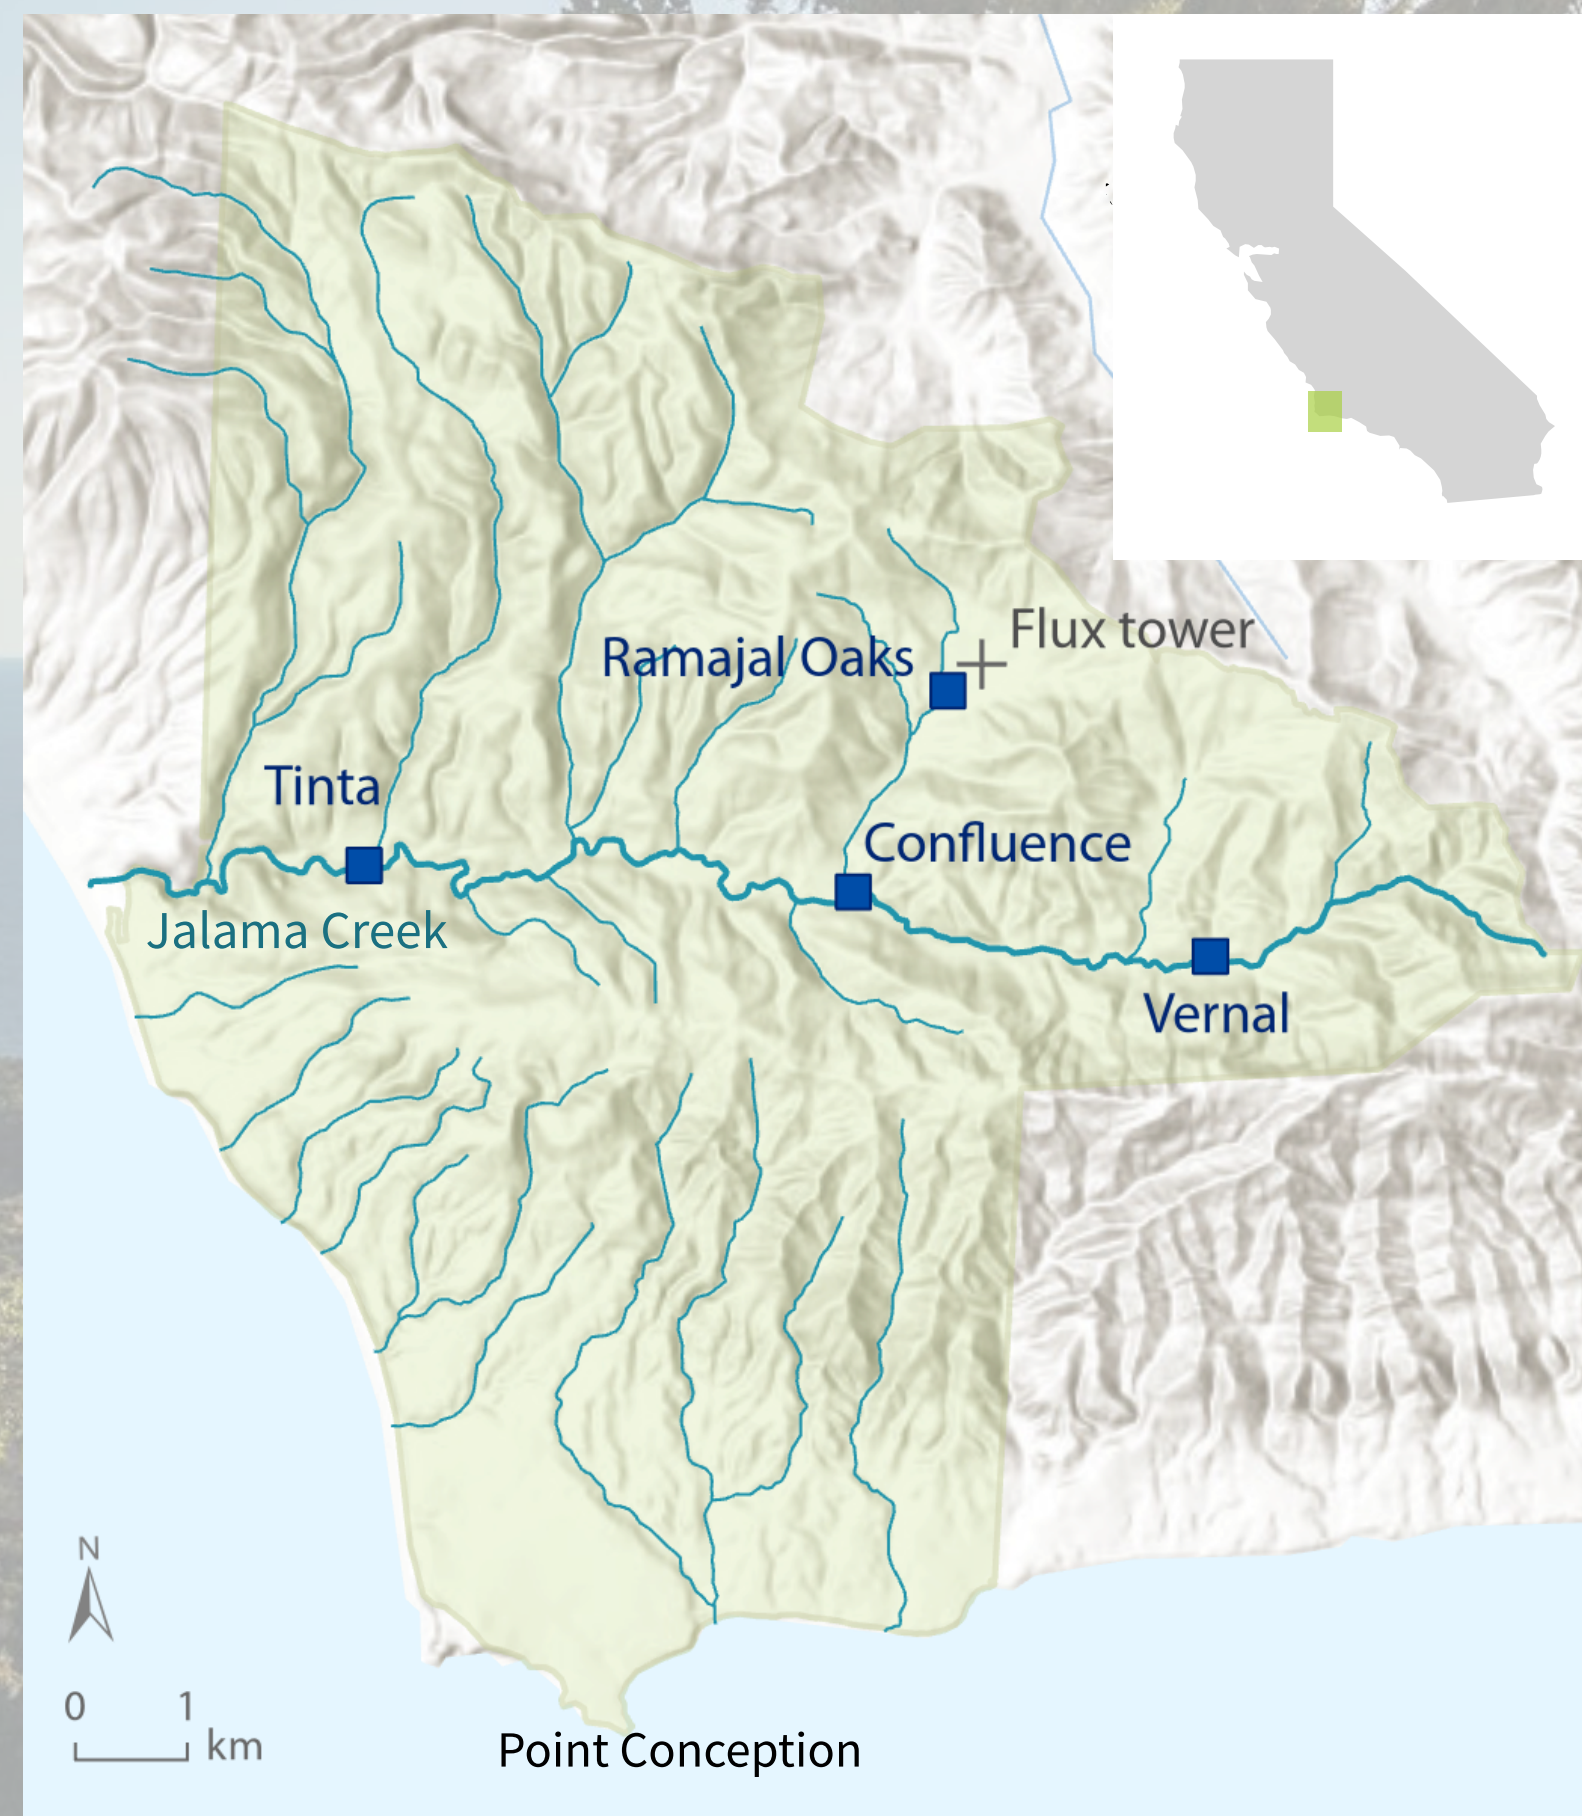 Flux tower
Ramajal Oaks
Tinta
Confluence
Jalama Creek
Vernal
N
0 1
km
Point Conception